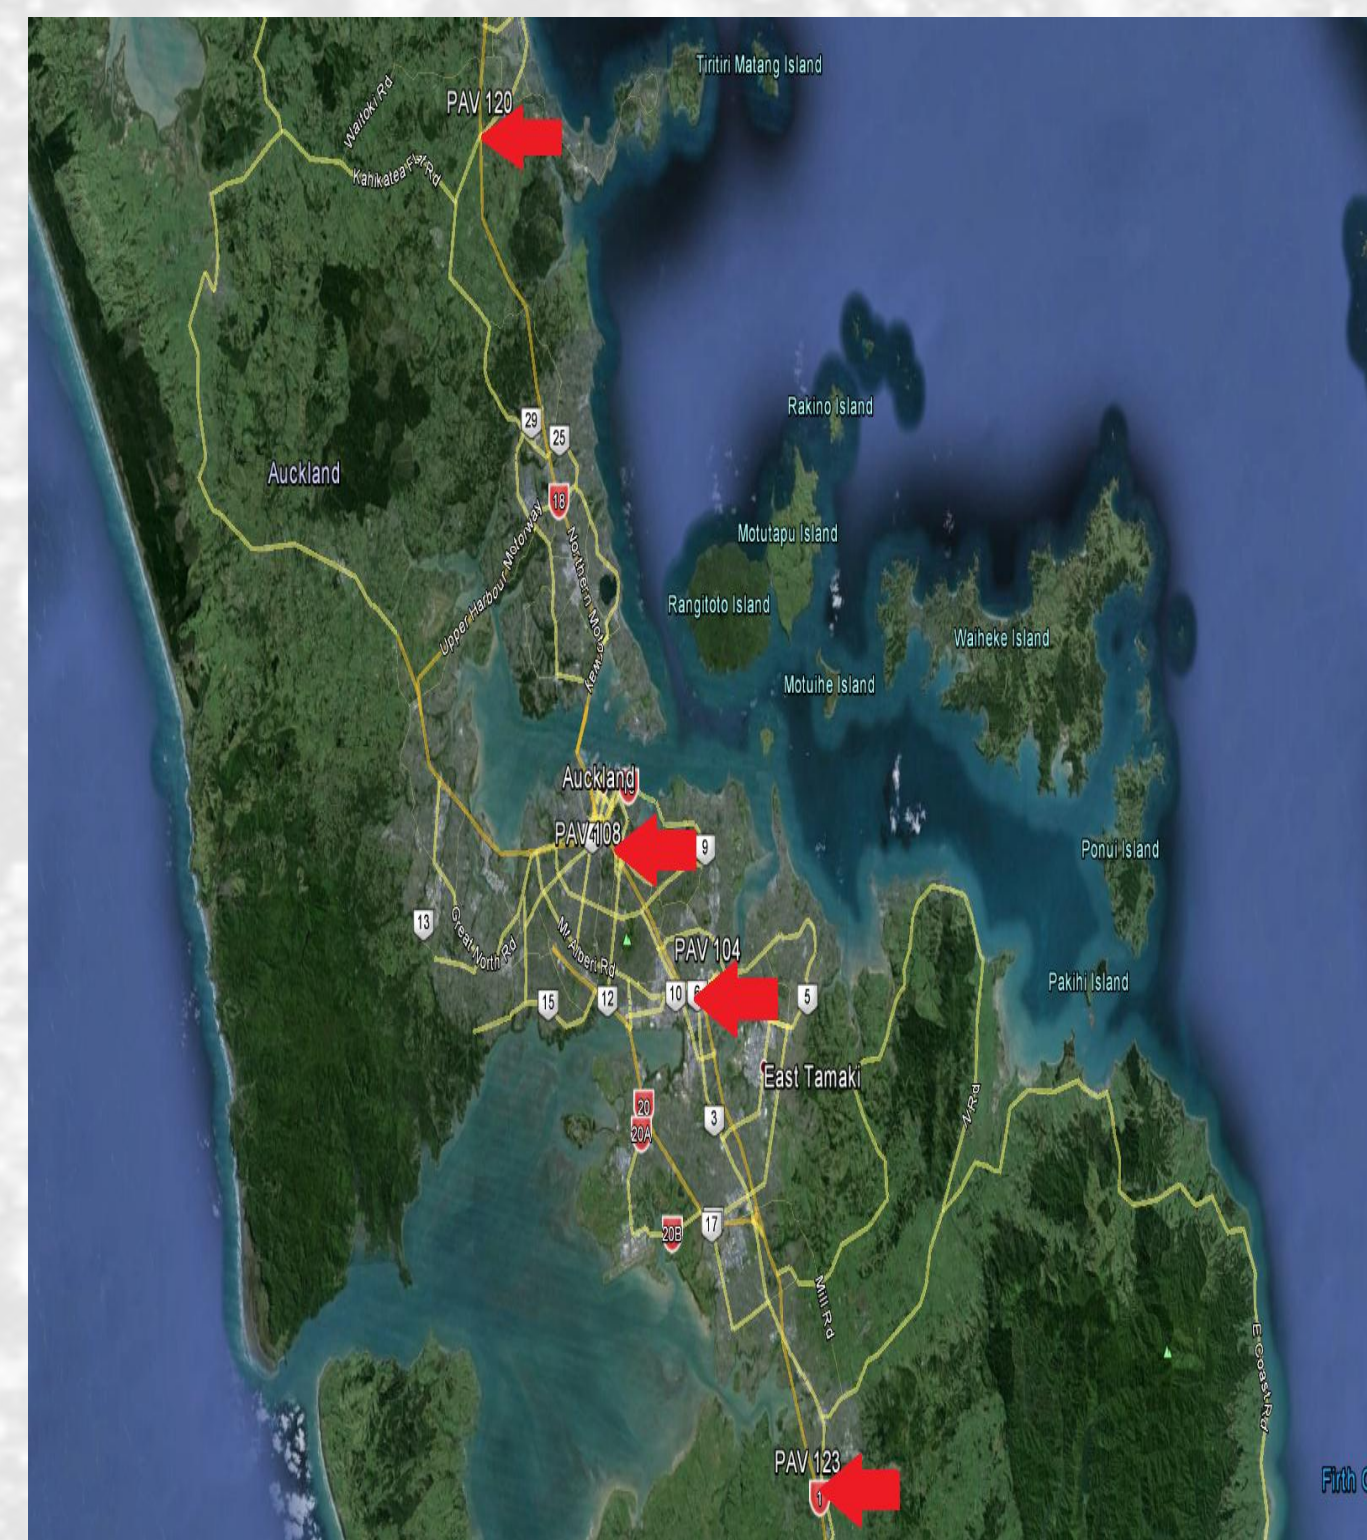 Tiritiri Matang Island
PAV 120
Waitoki Rd
Kahikatea Flat Rd
Rakino Island
29
25
Auckland
18
Motutapu Island
Upper Harbour Motorway
Northern Motorway
Rangitoto Island
Waiheke Island
Motuihe Island
Auckland
PAV 108
9
Ponui Island
13
Great North Rd
Mt Albert Rd
PAV 104
Pakihi Island
10
6
5
15
12
East Tamaki
20
3
20A
20B
17
Mill Rd
E Coast Rd
PAV 123
Firth
1